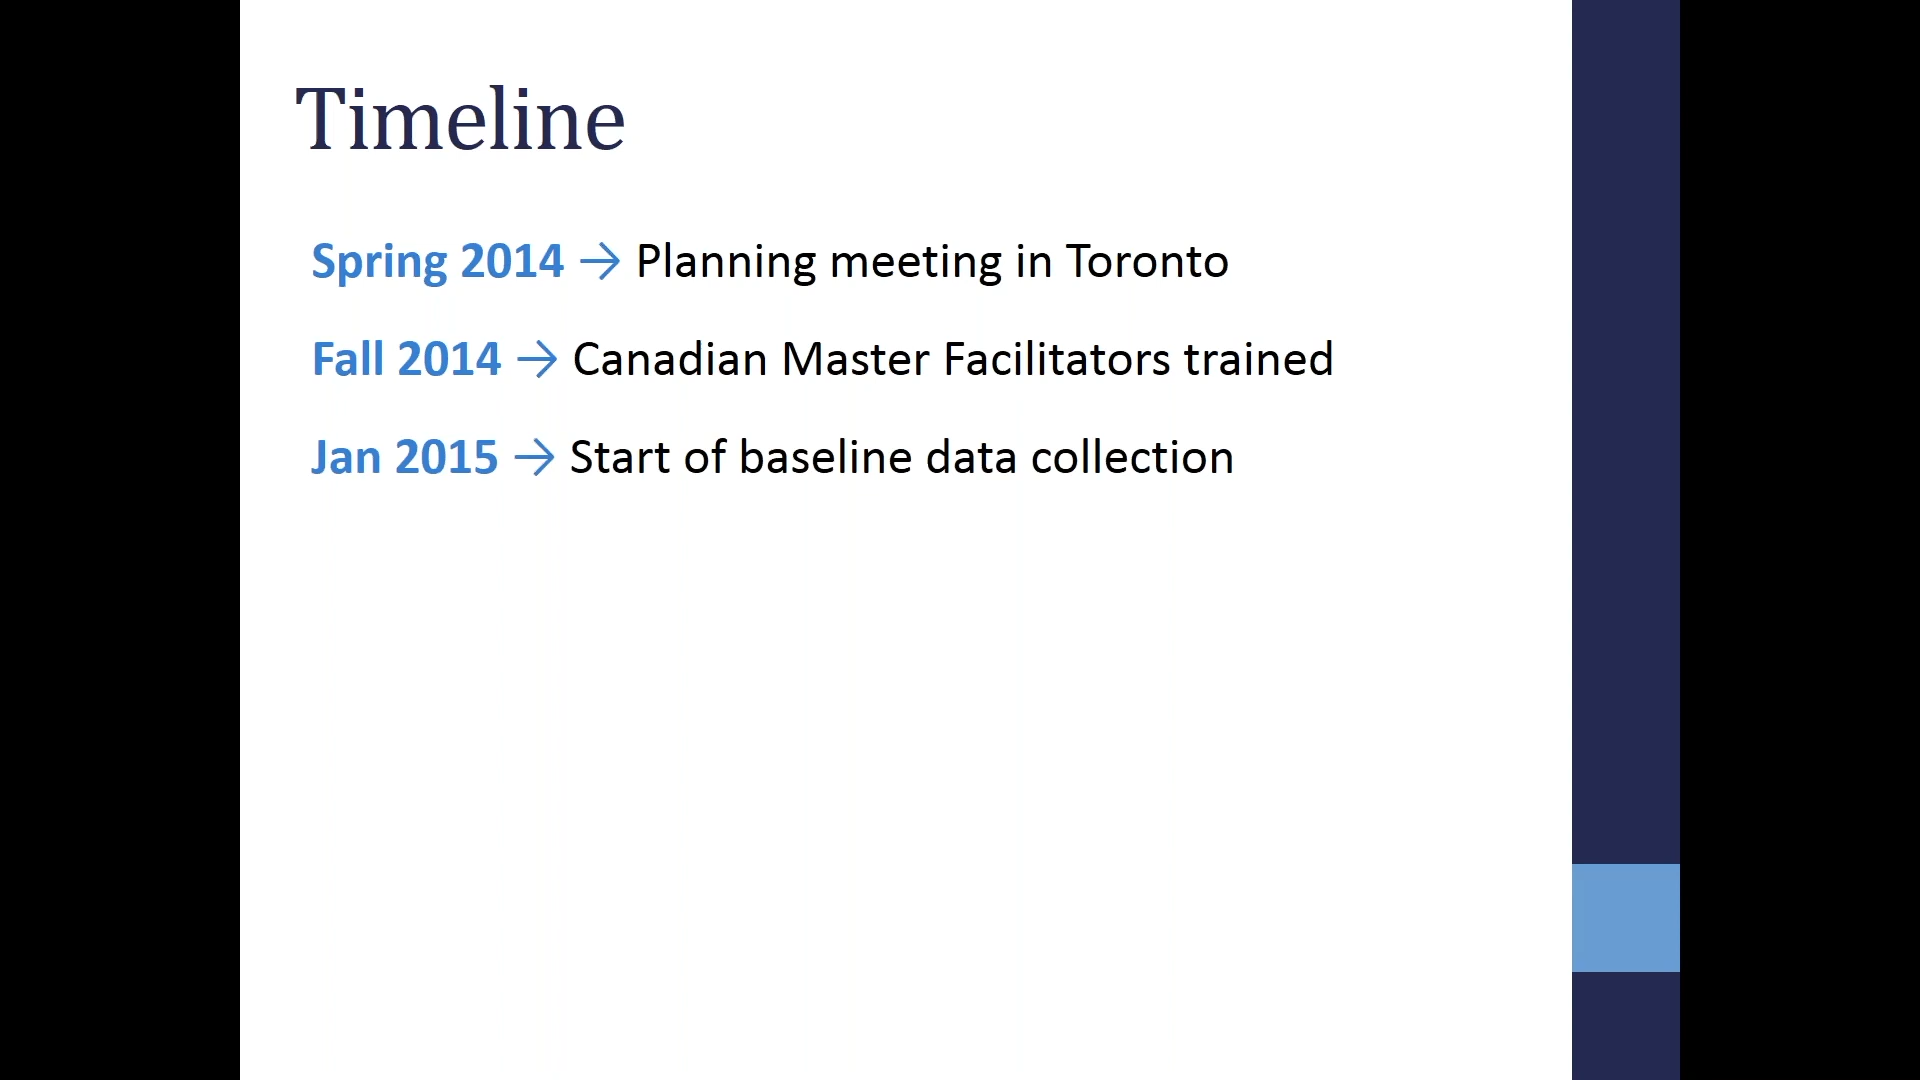 Timeline
Spring 2014 → Planning meeting in Toronto
Fall 2014 → Canadian Master Facilitators trained
Jan 2015 → Start of baseline data collection